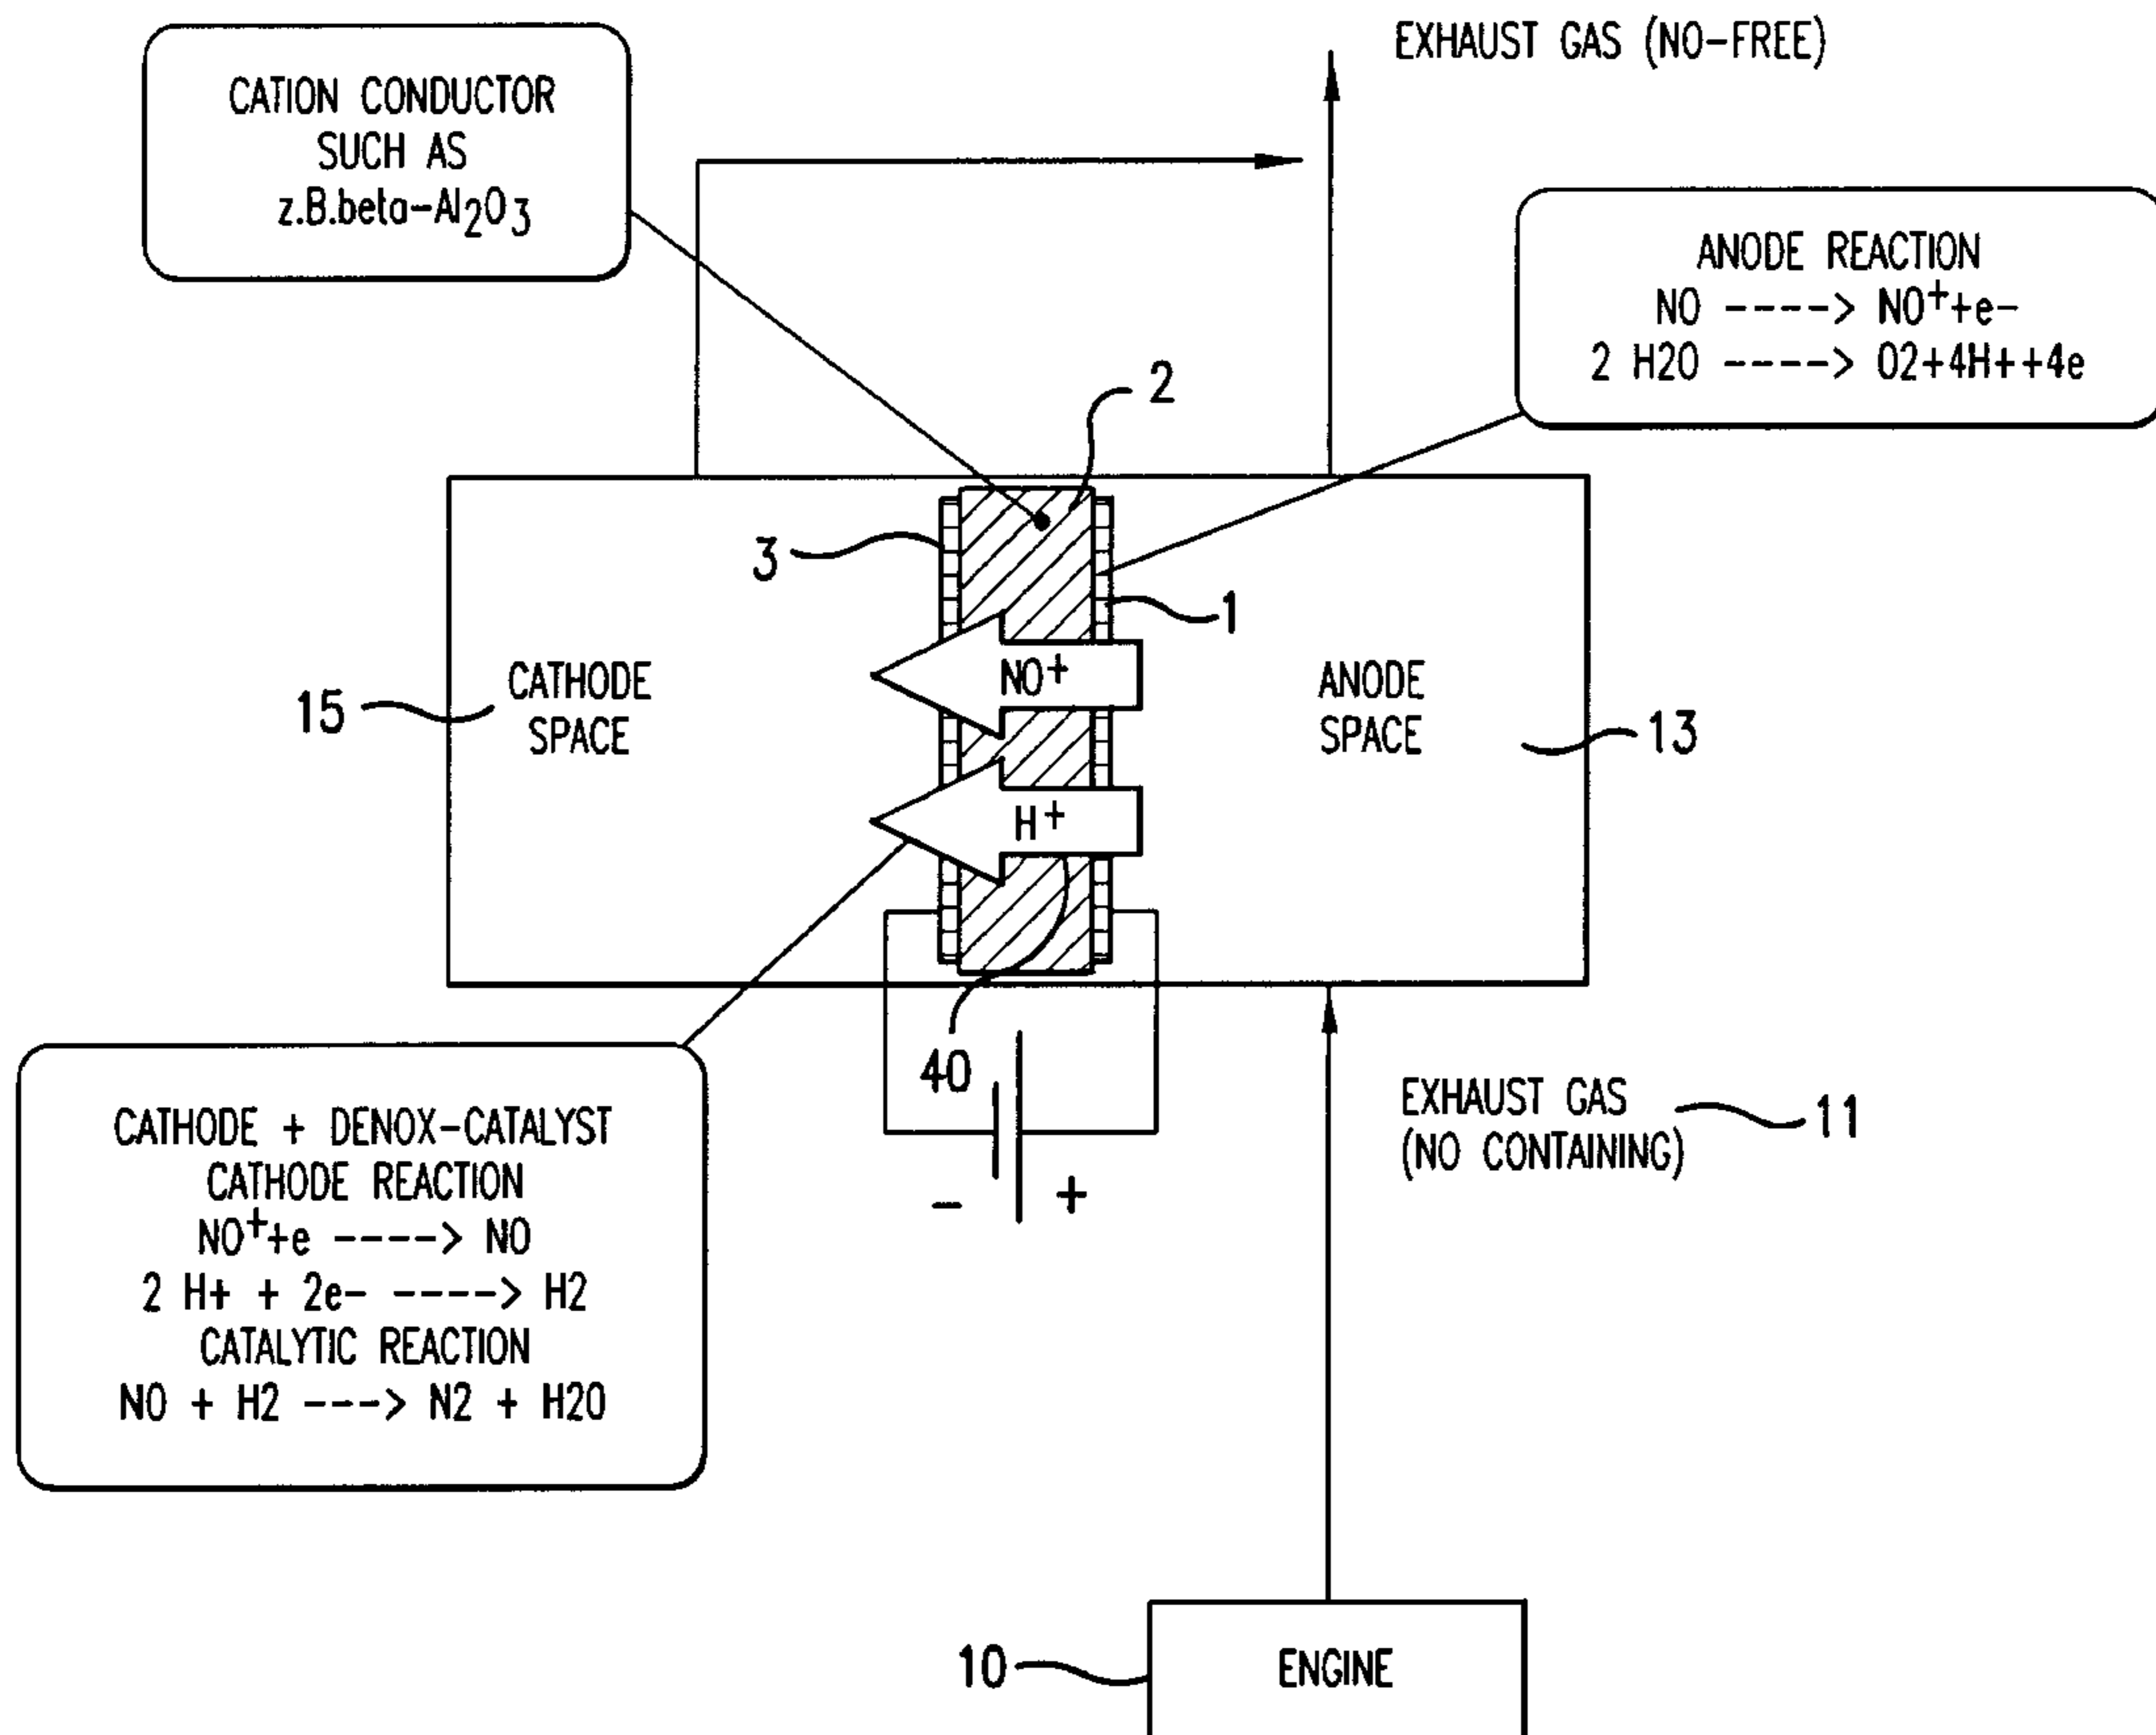 EXHAUST GAS (NO-FREE)
CATION CONDUCTOR
SUCH AS
z.B.beta-Al₂O₃
ANODE REACTION
NO ----> NO⁺+e-
2 H2O ----> O2+4H++4e
2
3
1
NO⁺
CATHODE
SPACE
15
ANODE
SPACE
13
H⁺
40
- +
EXHAUST GAS
(NO CONTAINING)
11
CATHODE + DENOX-CATALYST
CATHODE REACTION
NO⁺+e ----> NO
2 H+ + 2e- ----> H2
CATALYTIC REACTION
NO + H2 ---> N2 + H2O
10
ENGINE